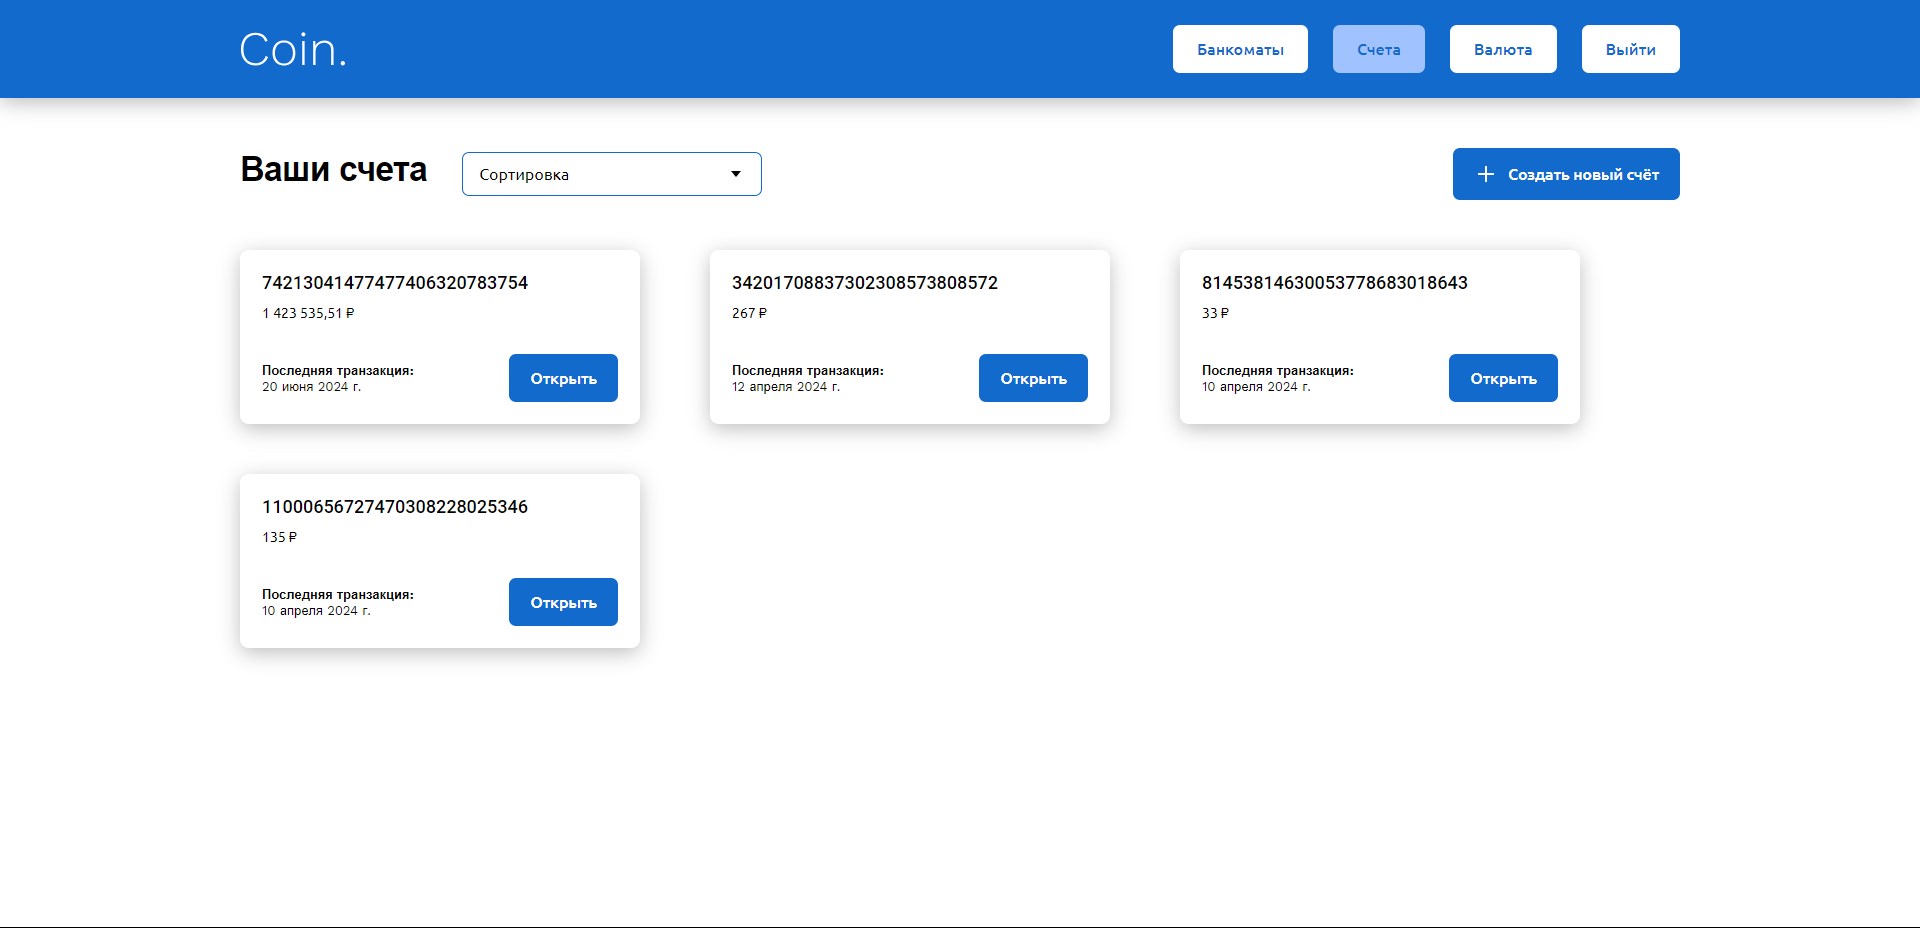 Coin.
Банкоматы
Счета
Валюта
Выйти
Ваши счета
Сортировка
Создать новый счёт
74213041477477406320783754
1 423 535,51 ₽
Последняя транзакция:
20 июня 2024 г.
Открыть
34201708837302308573808572
267 ₽
Последняя транзакция:
12 апреля 2024 г.
Открыть
81453814630053778683018643
33 ₽
Последняя транзакция:
10 апреля 2024 г.
Открыть
11000656727470308228025346
135 ₽
Последняя транзакция:
10 апреля 2024 г.
Открыть